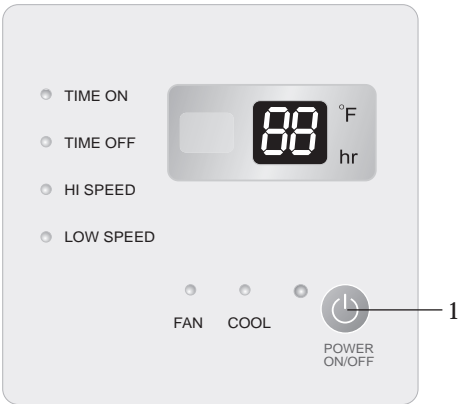 TIME ON
TIME OFF
HI SPEED
LOW SPEED
88
°F
hr
FAN
COOL
POWER
ON/OFF
1